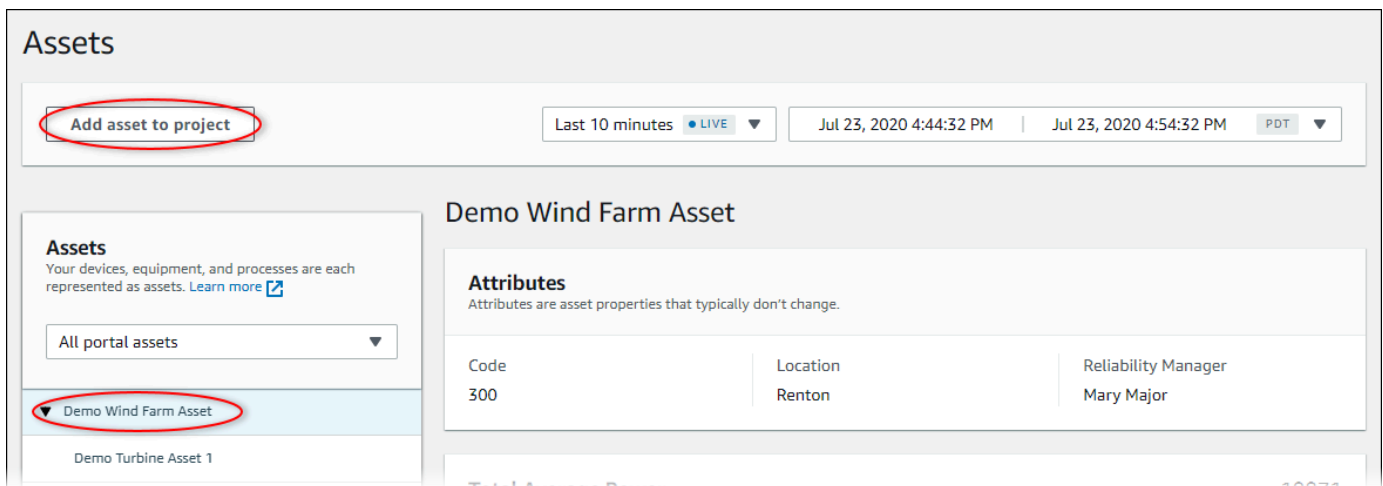 Assets
Add asset to project
Last 10 minutes LIVE
Jul 23, 2020 4:44:32 PM
Jul 23, 2020 4:54:32 PM PDT
Assets
Your devices, equipment, and processes are each
represented as assets. Learn more
All portal assets
Demo Wind Farm Asset
Demo Turbine Asset 1
Demo Wind Farm Asset
Attributes
Attributes are asset properties that typically don't change.
Code
300
Location
Renton
Reliability Manager
Mary Major